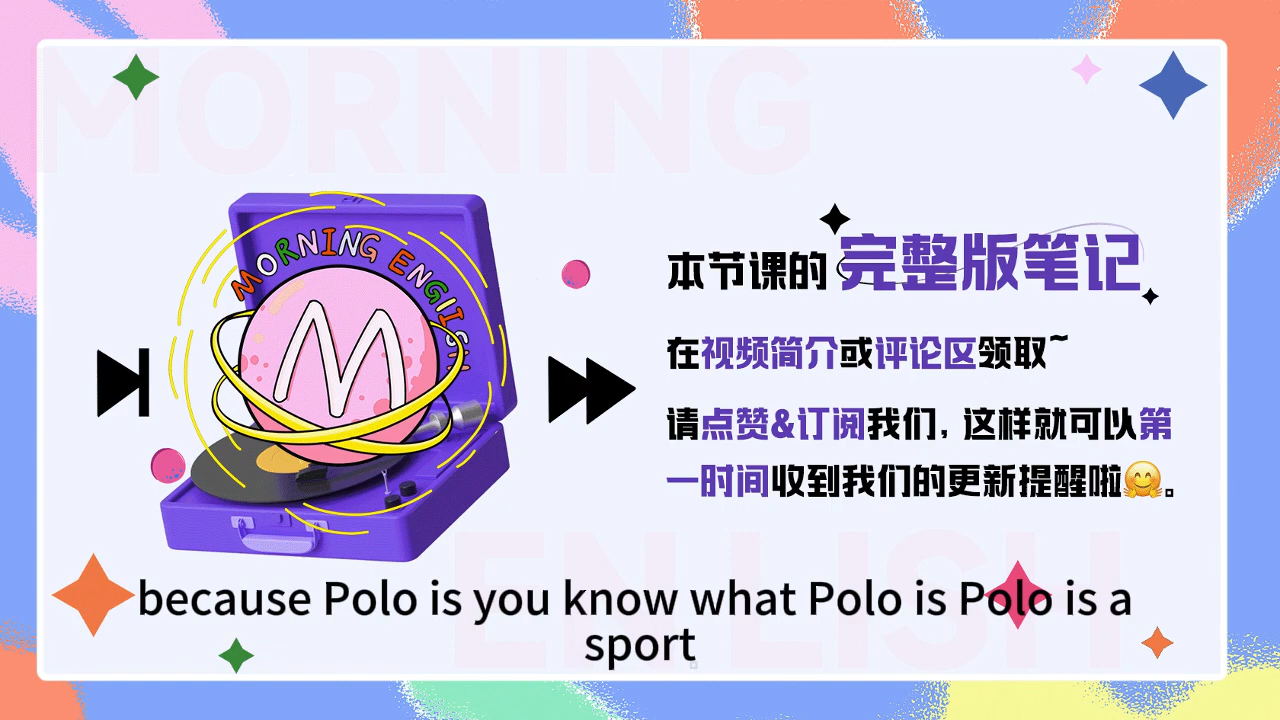 MORNING
MORNING ENGLISH
M
本节课的 完整版笔记
在视频简介或评论区领取~
请点赞&订阅我们, 这样就可以第
一时间收到我们的更新提醒啦🤗。
EN LISH
because Polo is you know what Polo is Polo is a
sport